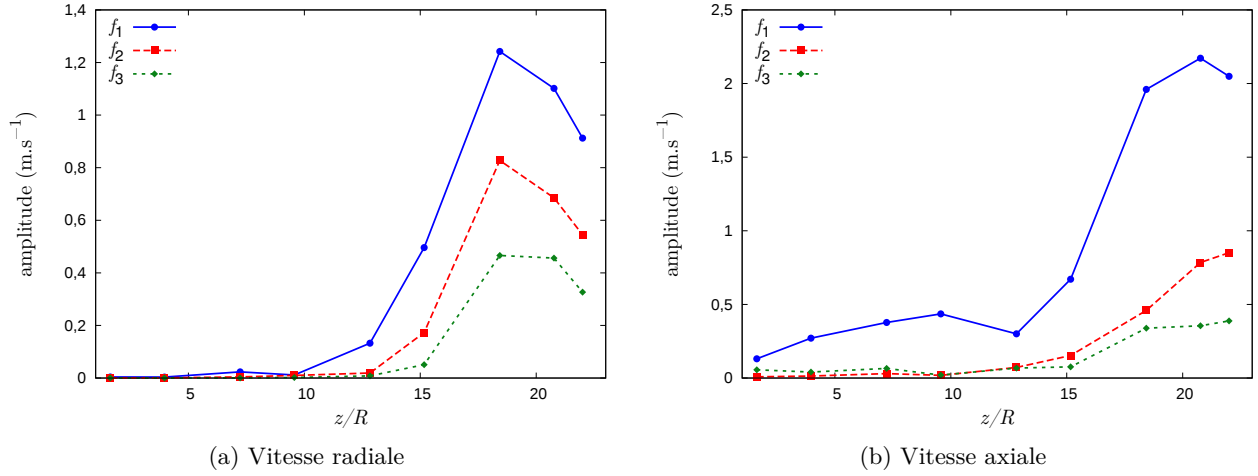 1,4
1,2
1
0,8
0,6
0,4
0,2
0
amplitude (m.s⁻¹)
f₁
f₂
f₃
5
10
15
20
z/R
(a) Vitesse radiale
2,5
2
1,5
1
0,5
0
amplitude (m.s⁻¹)
f₁
f₂
f₃
5
10
15
20
z/R
(b) Vitesse axiale